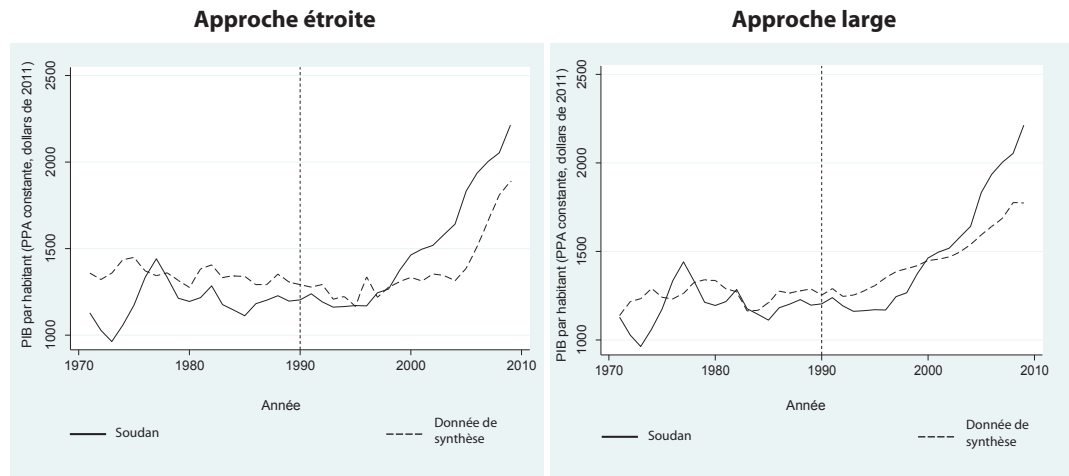 Approche étroite
PIB par habitant (PPA constante, dollars de 2011)
2500
2000
1500
1000
1970
1980
1990
2000
2010
Année
Soudan
Donnée de
synthèse
Approche large
PIB par habitant (PPA constante, dollars de 2011)
2500
2000
1500
1000
1970
1980
1990
2000
2010
Année
Soudan
Donnée de
synthèse